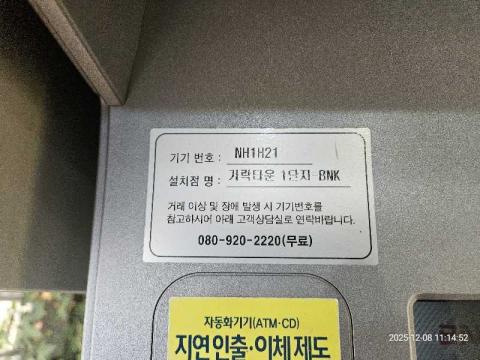 기기 번호 : NH1H21
설치점 명 : 가락타운 1단지-BNK
거래 이상 및 장애 발생 시 기기번호를
참고하시어 아래 고객상담실로 연락바랍니다.
080-920-2220(무료)
자동화기기(ATM·CD)
지연인출·이체제도
2025-12-08 11:14:52